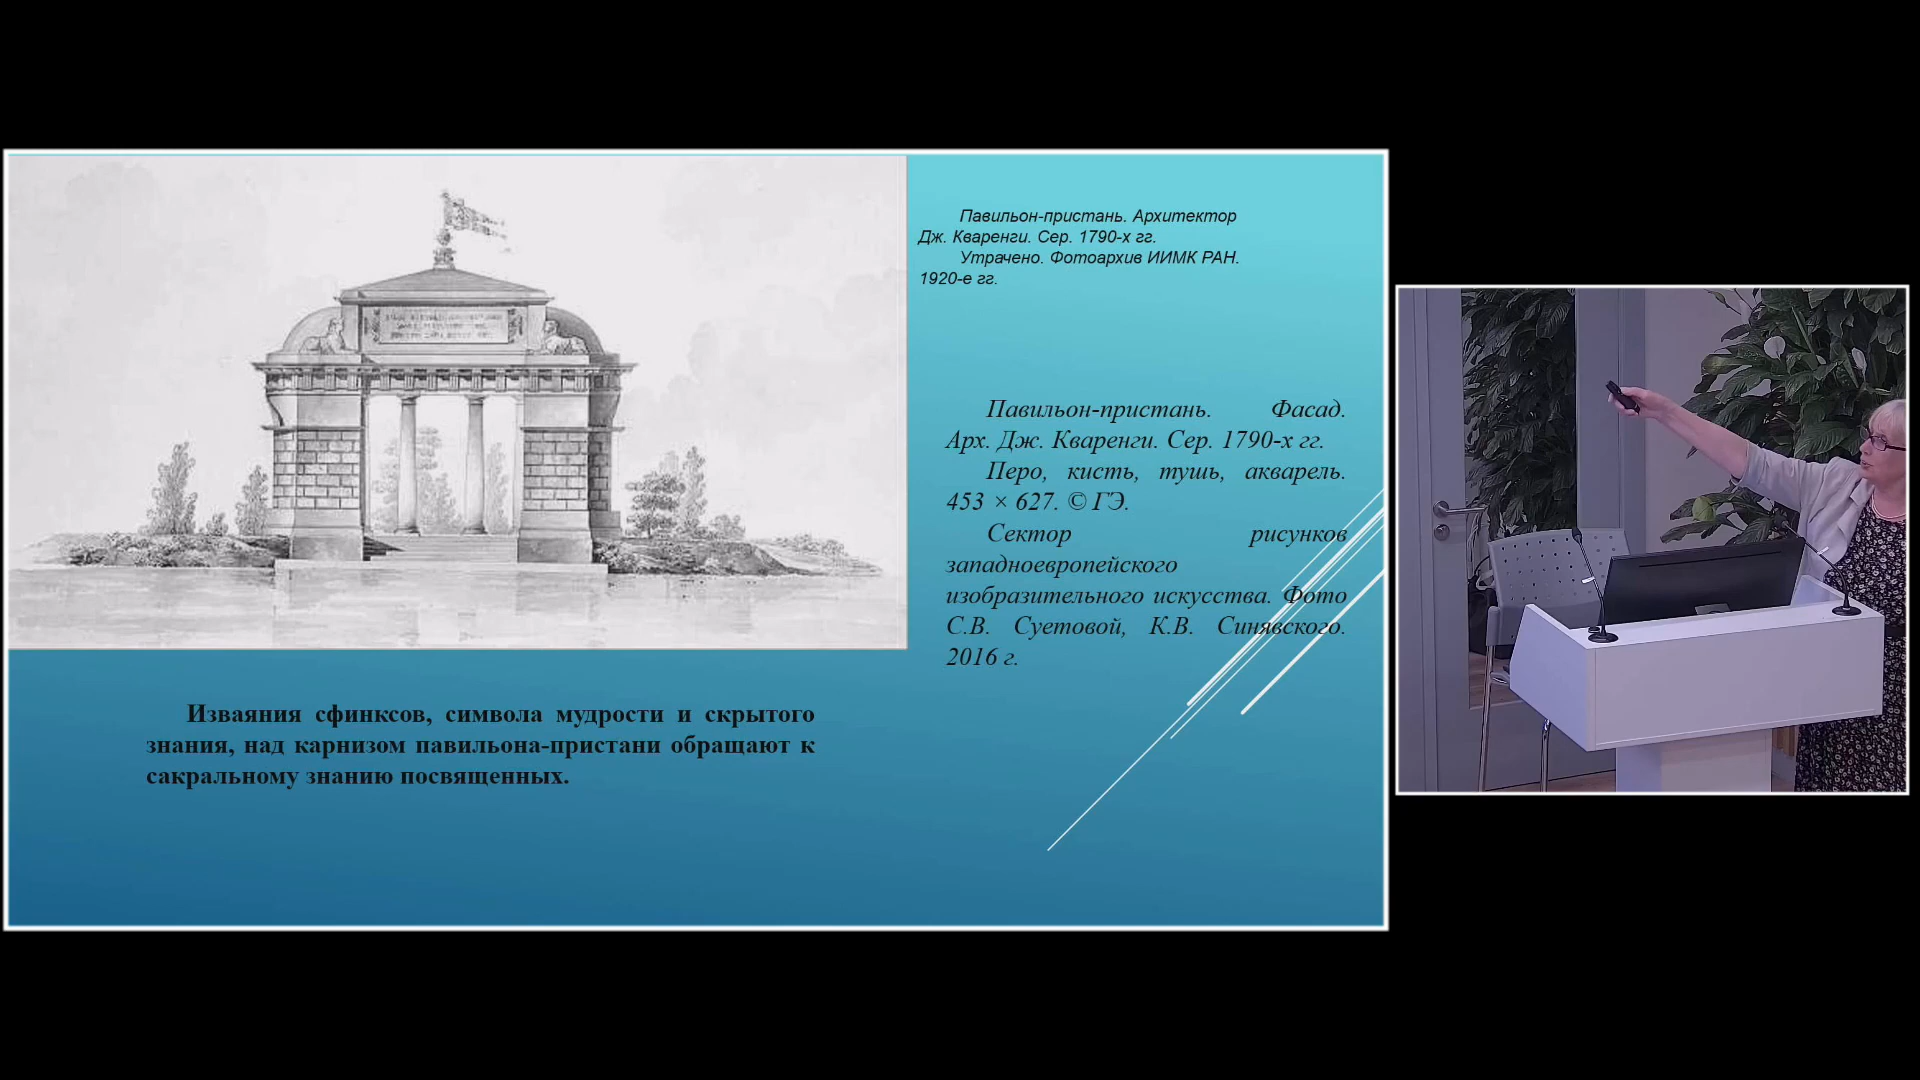 Павильон-пристань. Архитектор
Дж. Кваренги. Сер. 1790-х гг.
Утрачено. Фотоархив ИИМК РАН.
1920-е гг.
Павильон-пристань. Фасад.
Арх. Дж. Кваренги. Сер. 1790-х гг.
Перо, кисть, тушь, акварель.
453 × 627. © ГЭ.
Сектор рисунков
западноевропейского
изобразительного искусства. Фото
С.В. Суетовой, К.В. Синявского.
2016 г.
Изваяния сфинксов, символа мудрости и скрытого
знания, над карнизом павильона-пристани обращают к
сакральному знанию посвященных.